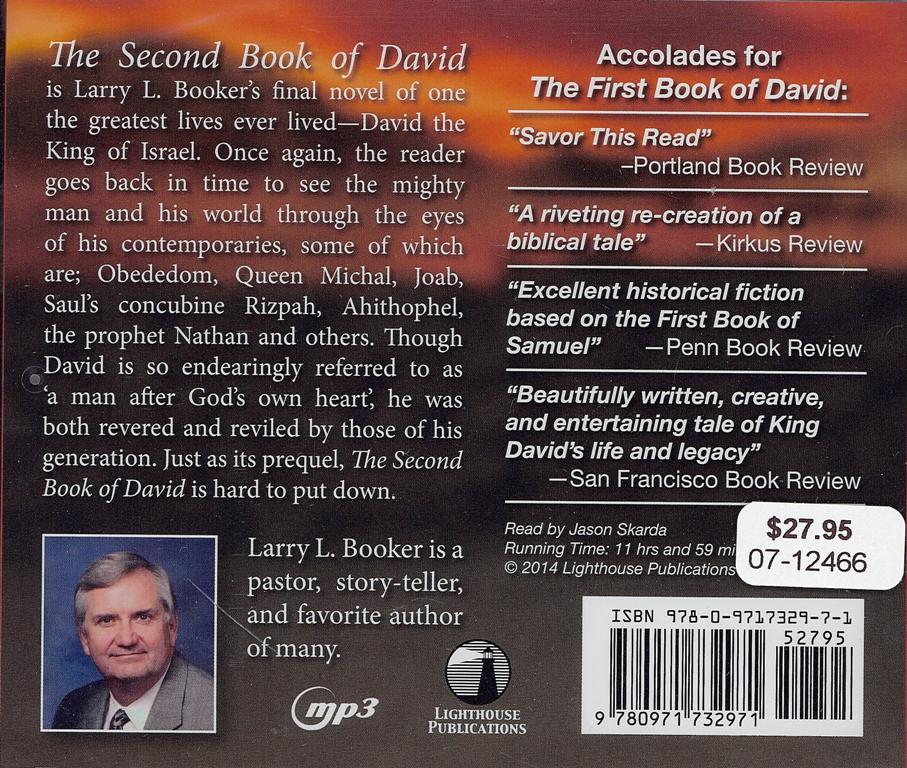 The Second Book of David
is Larry L. Booker's final novel of one
the greatest lives ever lived—David the
King of Israel. Once again, the reader
goes back in time to see the mighty
man and his world through the eyes
of his contemporaries, some of which
are; Obededom, Queen Michal, Joab,
Saul's concubine Rizpah, Ahithophel,
the prophet Nathan and others. Though
David is so endearingly referred to as
'a man after God's own heart', he was
both revered and reviled by those of his
generation. Just as its prequel, The Second
Book of David is hard to put down.
Larry L. Booker is a
pastor, story-teller,
and favorite author
of many.
mp3
LIGHTHOUSE
PUBLICATIONS
Accolades for
The First Book of David:
"Savor This Read"
–Portland Book Review
"A riveting re-creation of a
biblical tale" —Kirkus Review
"Excellent historical fiction
based on the First Book of
Samuel" —Penn Book Review
"Beautifully written, creative,
and entertaining tale of King
David's life and legacy"
—San Francisco Book Review
Read by Jason Skarda
Running Time: 11 hrs and 59
© 2014 Lighthouse Publications
$27.95
07-12466
ISBN 978-0-9717329-7-1
52795
9 780971 732971